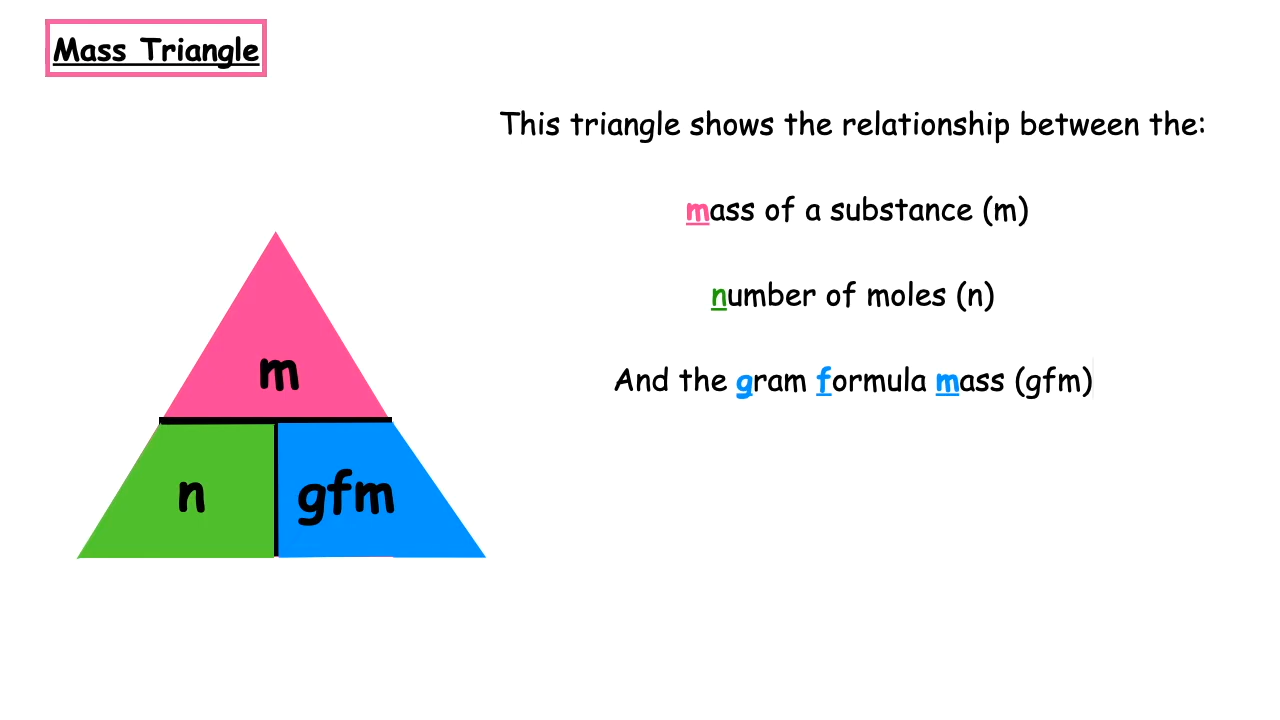 Mass Triangle
This triangle shows the relationship between the:
mass of a substance (m)
number of moles (n)
And the gram formula mass (gfm)
m
n gfm